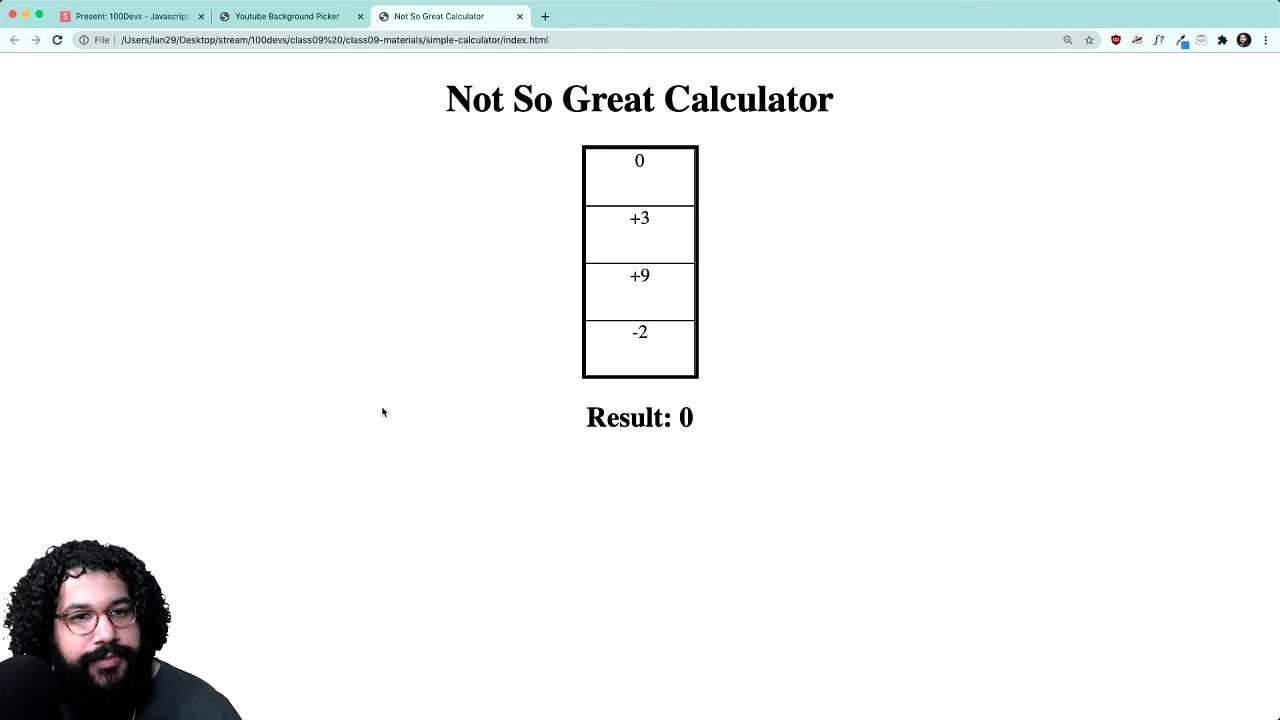 Present: 100Devs - Javascript
Youtube Background Picker
Not So Great Calculator
File | /Users/lan29/Desktop/stream/100devs/class09%20/class09-materials/simple-calculator/index.html
Not So Great Calculator
0
+3
+9
-2
Result: 0